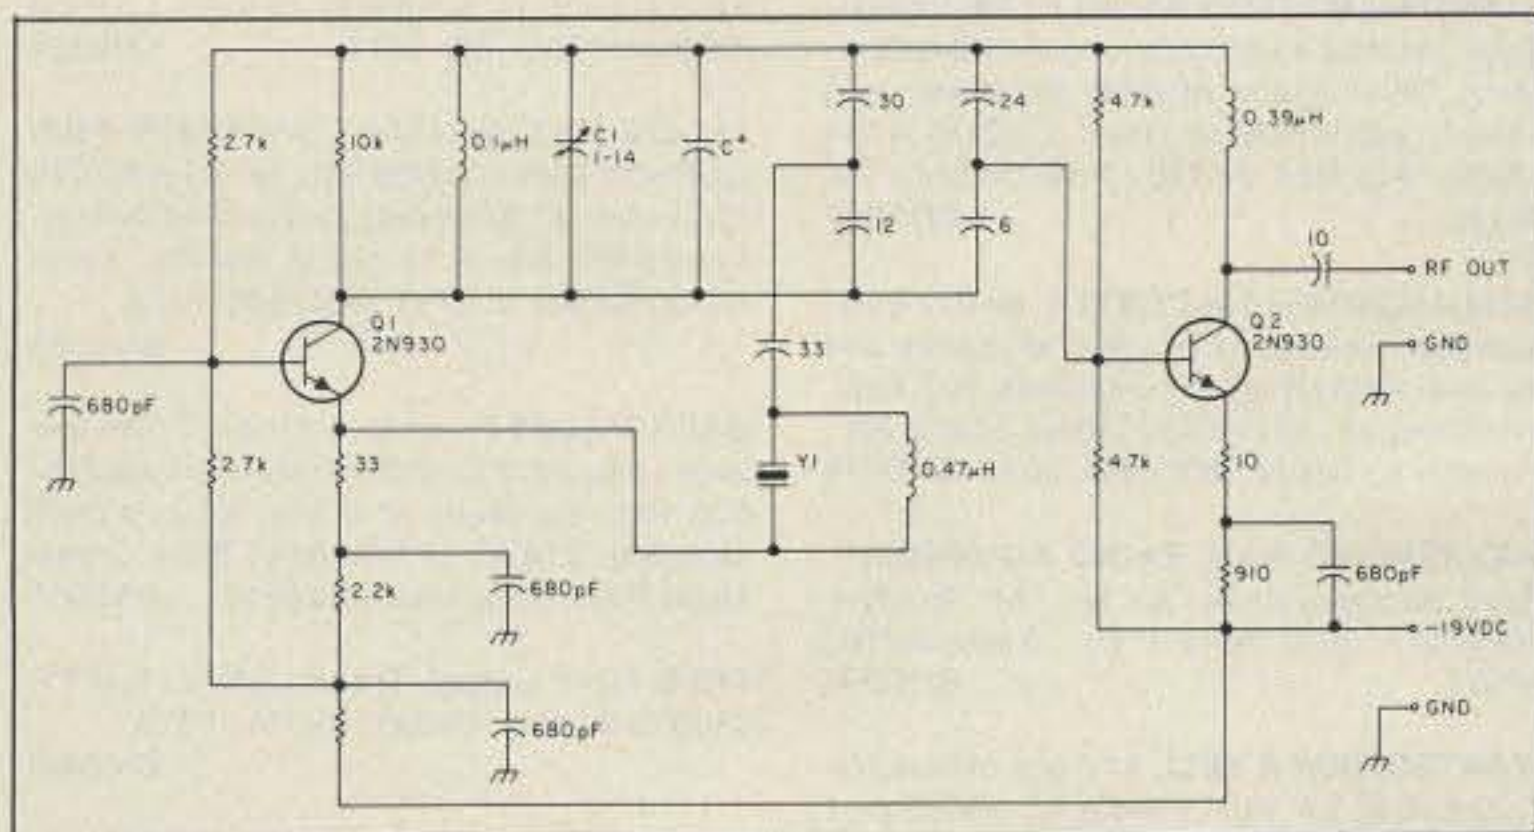 2.7k
10k
0.1µH
C1
1-14
C*
30
24
4.7k
0.39µH
12
6
10
RF OUT
Q1
2N930
33
Q2
2N930
GND
680pF
2.7k
33
Y1
0.47µH
4.7k
10
2.2k
680pF
910
680pF
-19VDC
680pF
GND